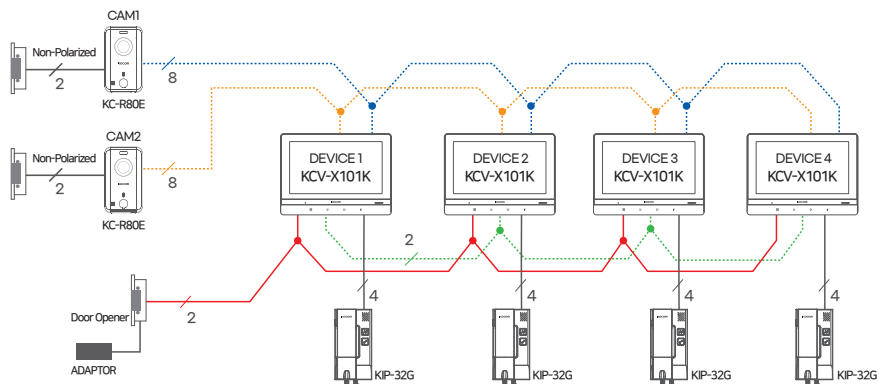 CAM1
Non-Polarized
2
8
KC-R80E
CAM2
Non-Polarized
2
8
KC-R80E
DEVICE 1
KCV-X101K
DEVICE 2
KCV-X101K
DEVICE 3
KCV-X101K
DEVICE 4
KCV-X101K
2
4
4
4
4
Door Opener
2
ADAPTOR
KIP-32G
KIP-32G
KIP-32G
KIP-32G